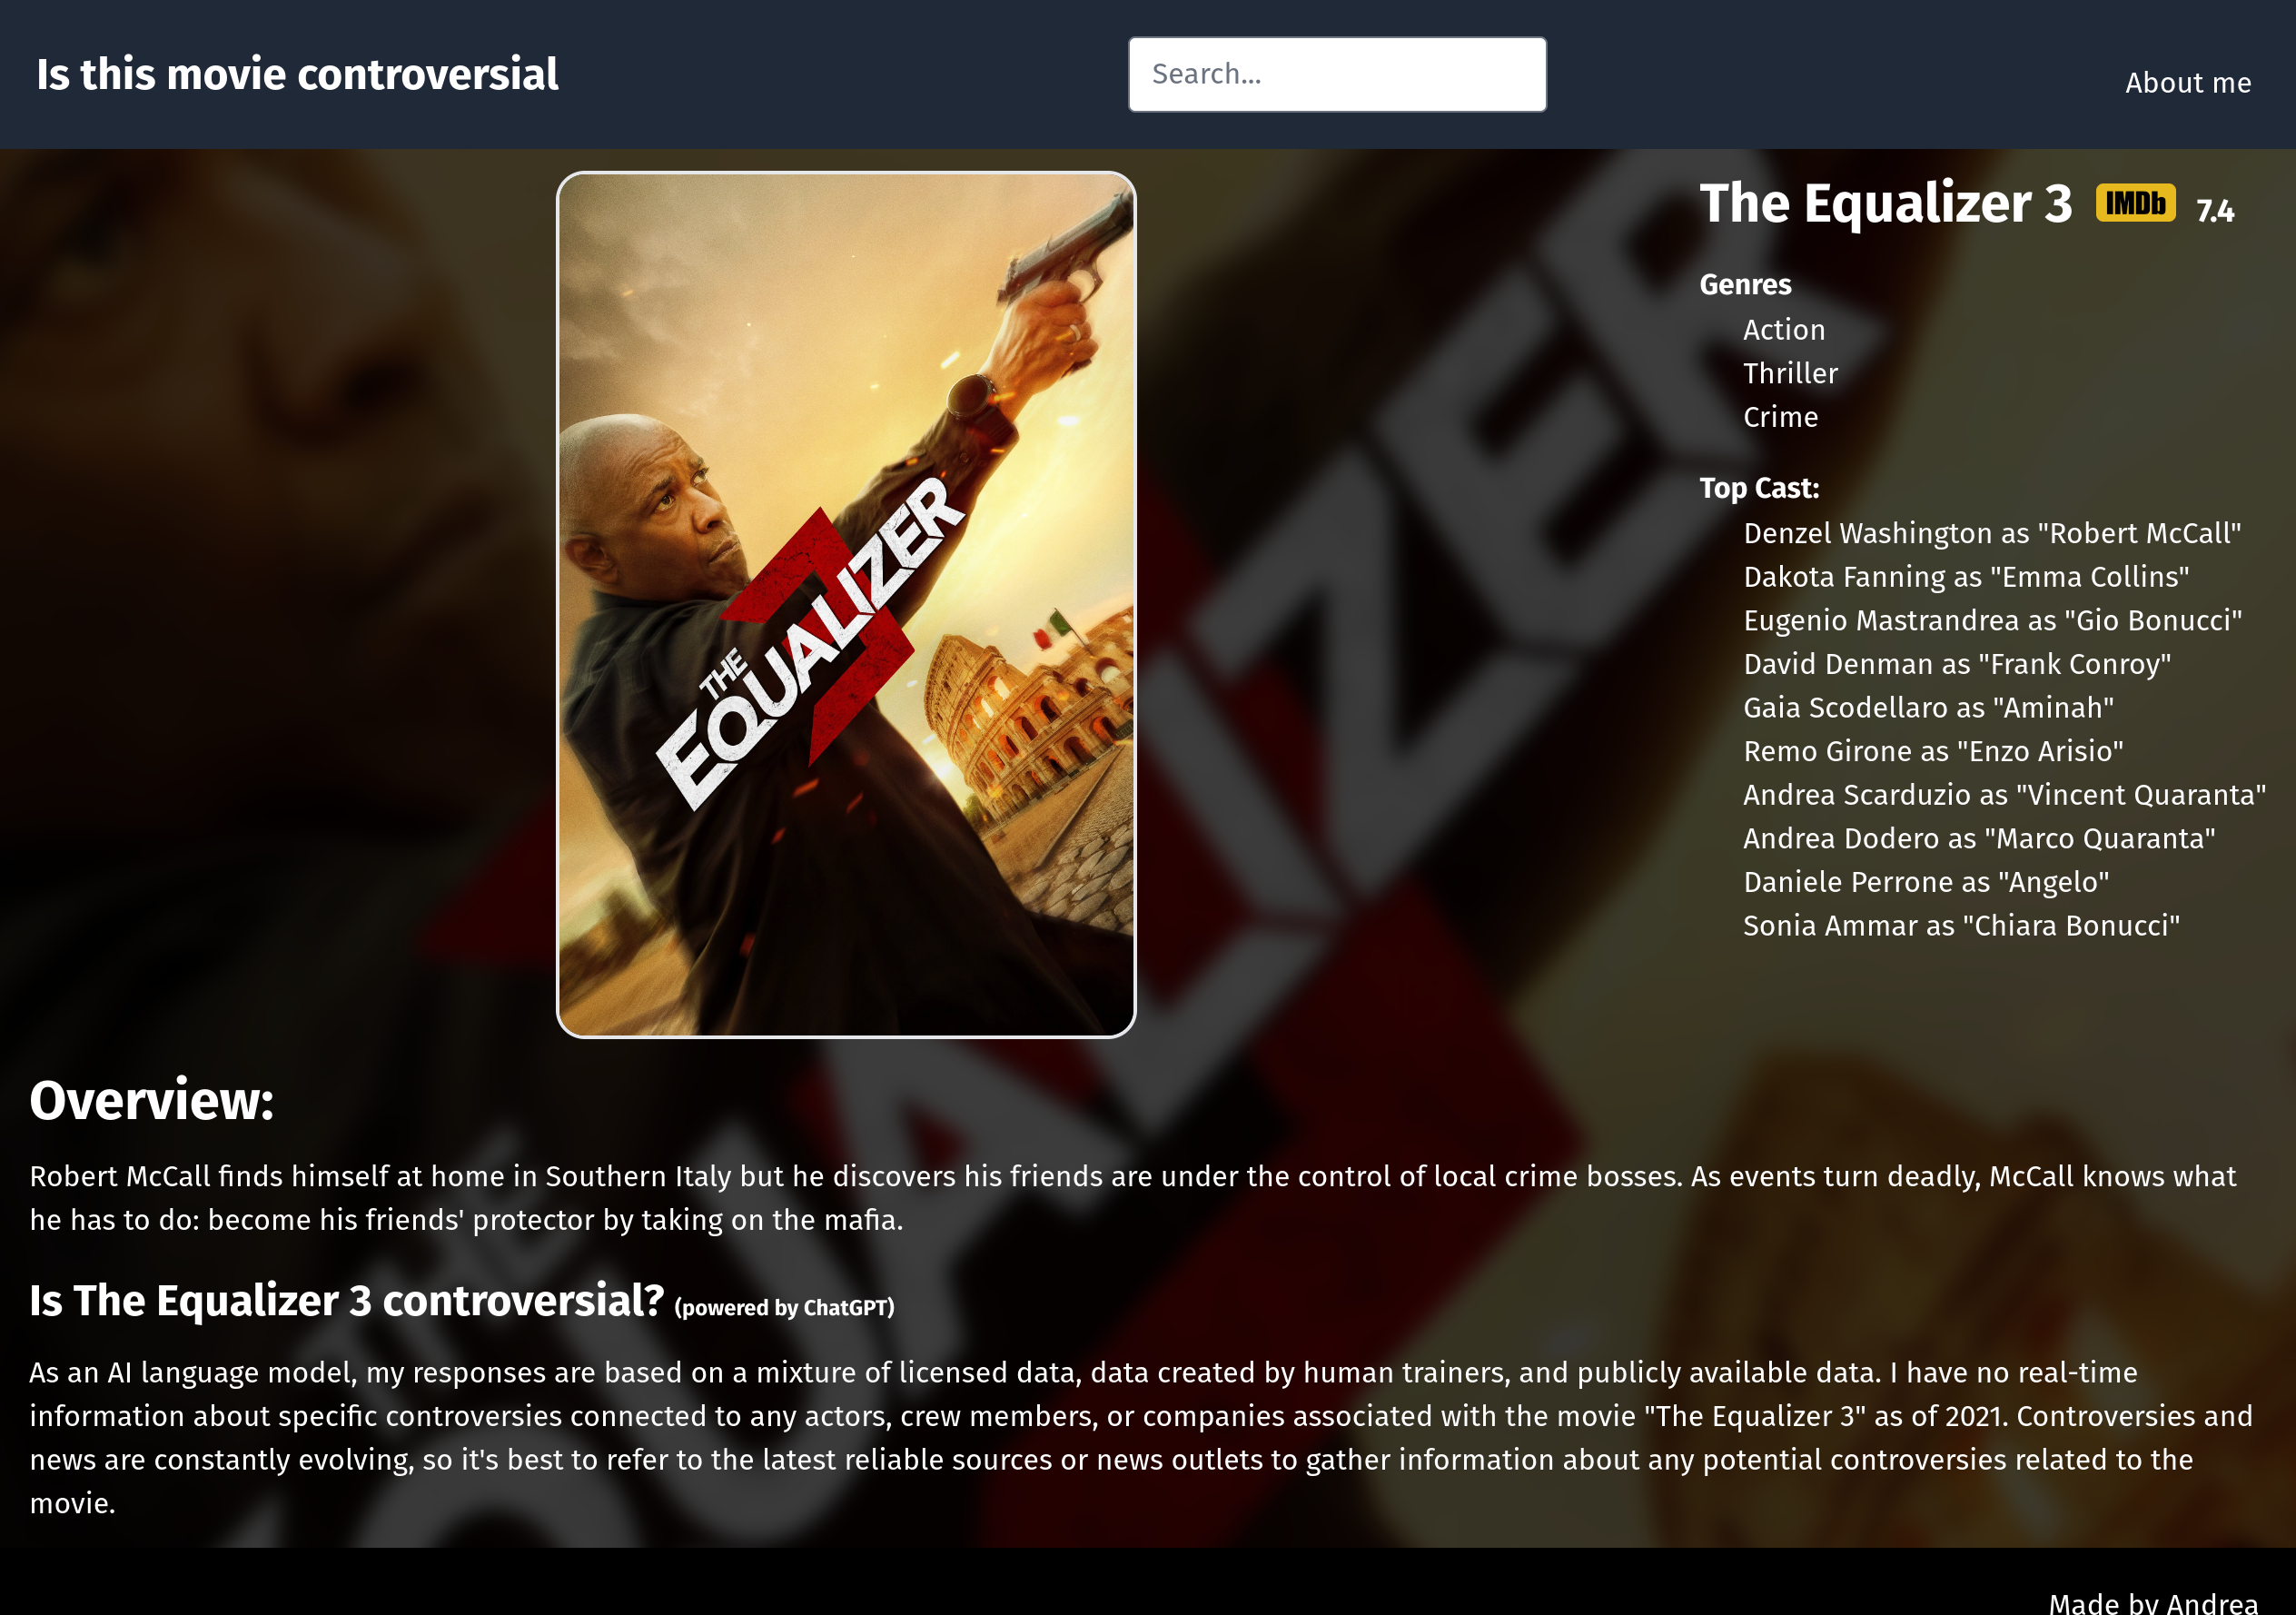 Is this movie controversial
Search...
About me
THE
EQUALIZER
3
The Equalizer 3 IMDb 7.4
Genres
Action
Thriller
Crime
Top Cast:
Denzel Washington as "Robert McCall"
Dakota Fanning as "Emma Collins"
Eugenio Mastrandrea as "Gio Bonucci"
David Denman as "Frank Conroy"
Gaia Scodellaro as "Aminah"
Remo Girone as "Enzo Arisio"
Andrea Scarduzio as "Vincent Quaranta"
Andrea Dodero as "Marco Quaranta"
Daniele Perrone as "Angelo"
Sonia Ammar as "Chiara Bonucci"
Overview:
Robert McCall finds himself at home in Southern Italy but he discovers his friends are under the control of local crime bosses. As events turn deadly, McCall knows what
he has to do: become his friends' protector by taking on the mafia.
Is The Equalizer 3 controversial? (powered by ChatGPT)
As an AI language model, my responses are based on a mixture of licensed data, data created by human trainers, and publicly available data. I have no real-time
information about specific controversies connected to any actors, crew members, or companies associated with the movie "The Equalizer 3" as of 2021. Controversies and
news are constantly evolving, so it's best to refer to the latest reliable sources or news outlets to gather information about any potential controversies related to the
movie.
Made by Andrea